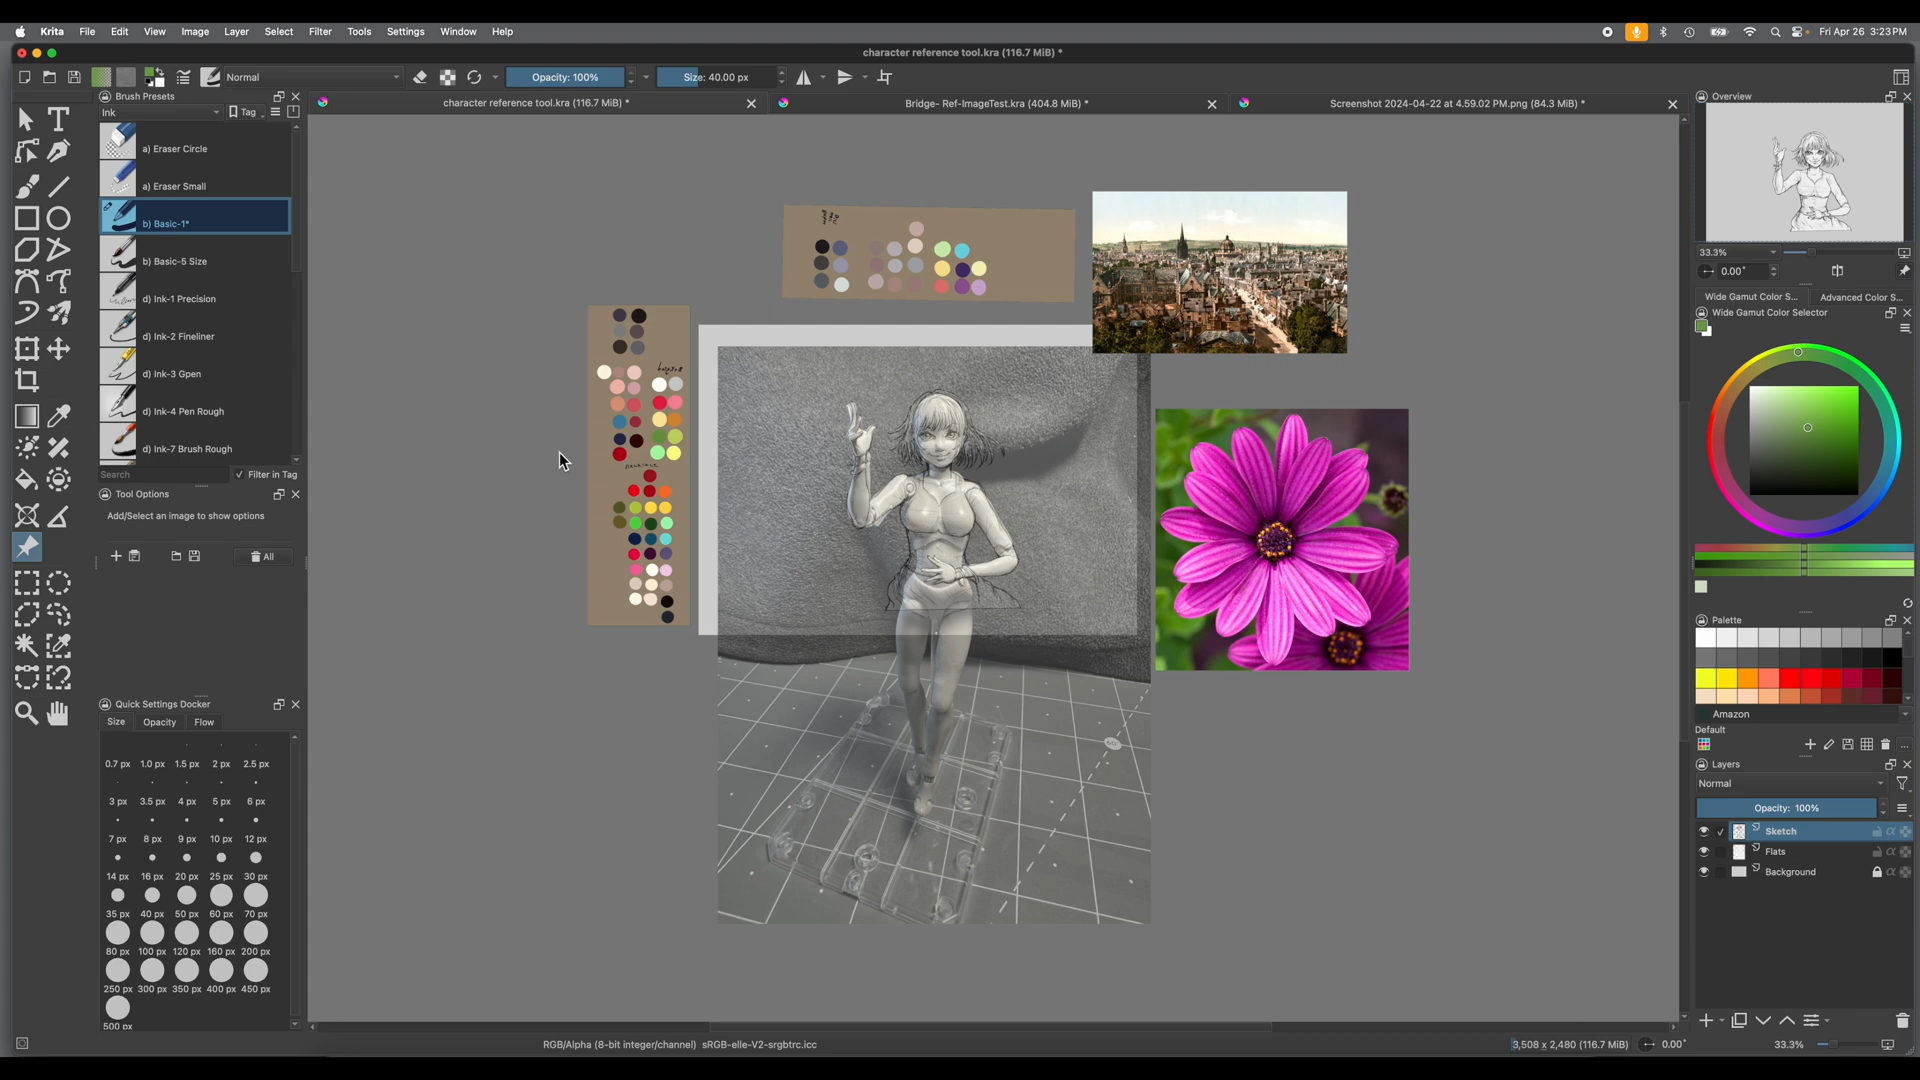 Krita File Edit View Image Layer Select Filter Tools Settings Window Help Fri Apr 26 3:23PM
character reference tool.kra (116.7 MiB) *
Normal Opacity: 100% Size: 40.00 px
Brush Presets
Ink Tag
a) Eraser Circle
a) Eraser Small
b) Basic-1*
b) Basic-5 Size
d) Ink-1 Precision
d) Ink-2 Fineliner
d) Ink-3 Gpen
d) Ink-4 Pen Rough
d) Ink-7 Brush Rough
Search Filter in Tag
Tool Options
Add/Select an image to show options
All
Quick Settings Docker
Size Opacity Flow
0.7 px 1.0 px 1.5 px 2 px 2.5 px
3 px 3.5 px 4 px 5 px 6 px
7 px 8 px 9 px 10 px 12 px
14 px 16 px 20 px 25 px 30 px
35 px 40 px 50 px 60 px 70 px
80 px 100 px 120 px 160 px 200 px
250 px 300 px 350 px 400 px 450 px
500 px
character reference tool.kra (116.7 MiB) *
Bridge- Ref-ImageTest.kra (404.8 MiB) *
Screenshot 2024-04-22 at 4.59.02 PM.png (84.3 MiB) *
Overview
33.3%
0.00°
Wide Gamut Color S... Advanced Color S...
Wide Gamut Color Selector
Palette
Amazon
Default
Layers
Normal
Opacity: 100%
Sketch
Flats
Background
RGB/Alpha (8-bit integer/channel) sRGB-elle-V2-srgbtrc.icc
3,508 x 2,480 (116.7 MiB) 0.00°
33.3%